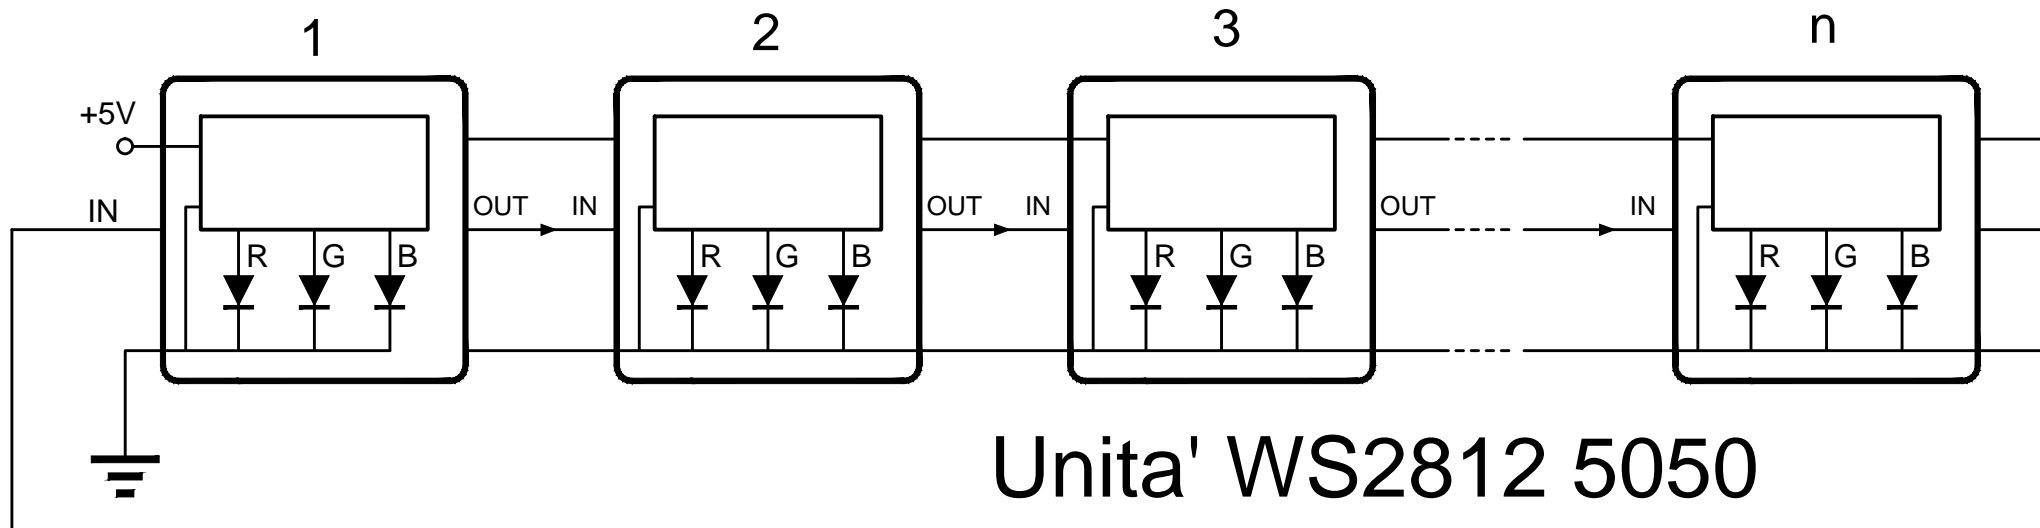 1 2 3 n
+5V
IN OUT IN OUT IN OUT IN
R G B R G B R G B R G B
Unita' WS2812 5050